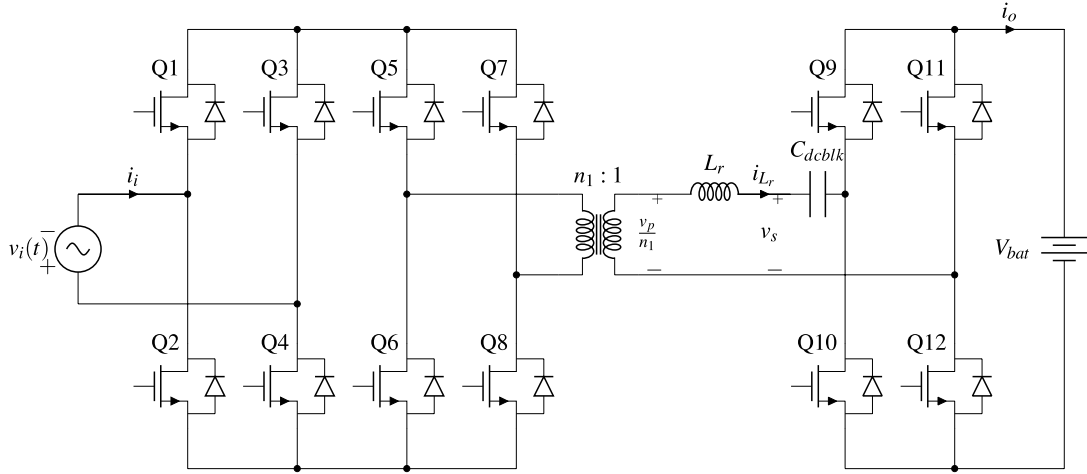 i_o
Q1 Q3 Q5 Q7 Q9 Q11
C_{dcblk}
i_i n_1 : 1 L_r i_{L_r}
+ +
v_i(t) − + \frac{v_p}{n_1} v_s V_{bat}
− −
Q2 Q4 Q6 Q8 Q10 Q12